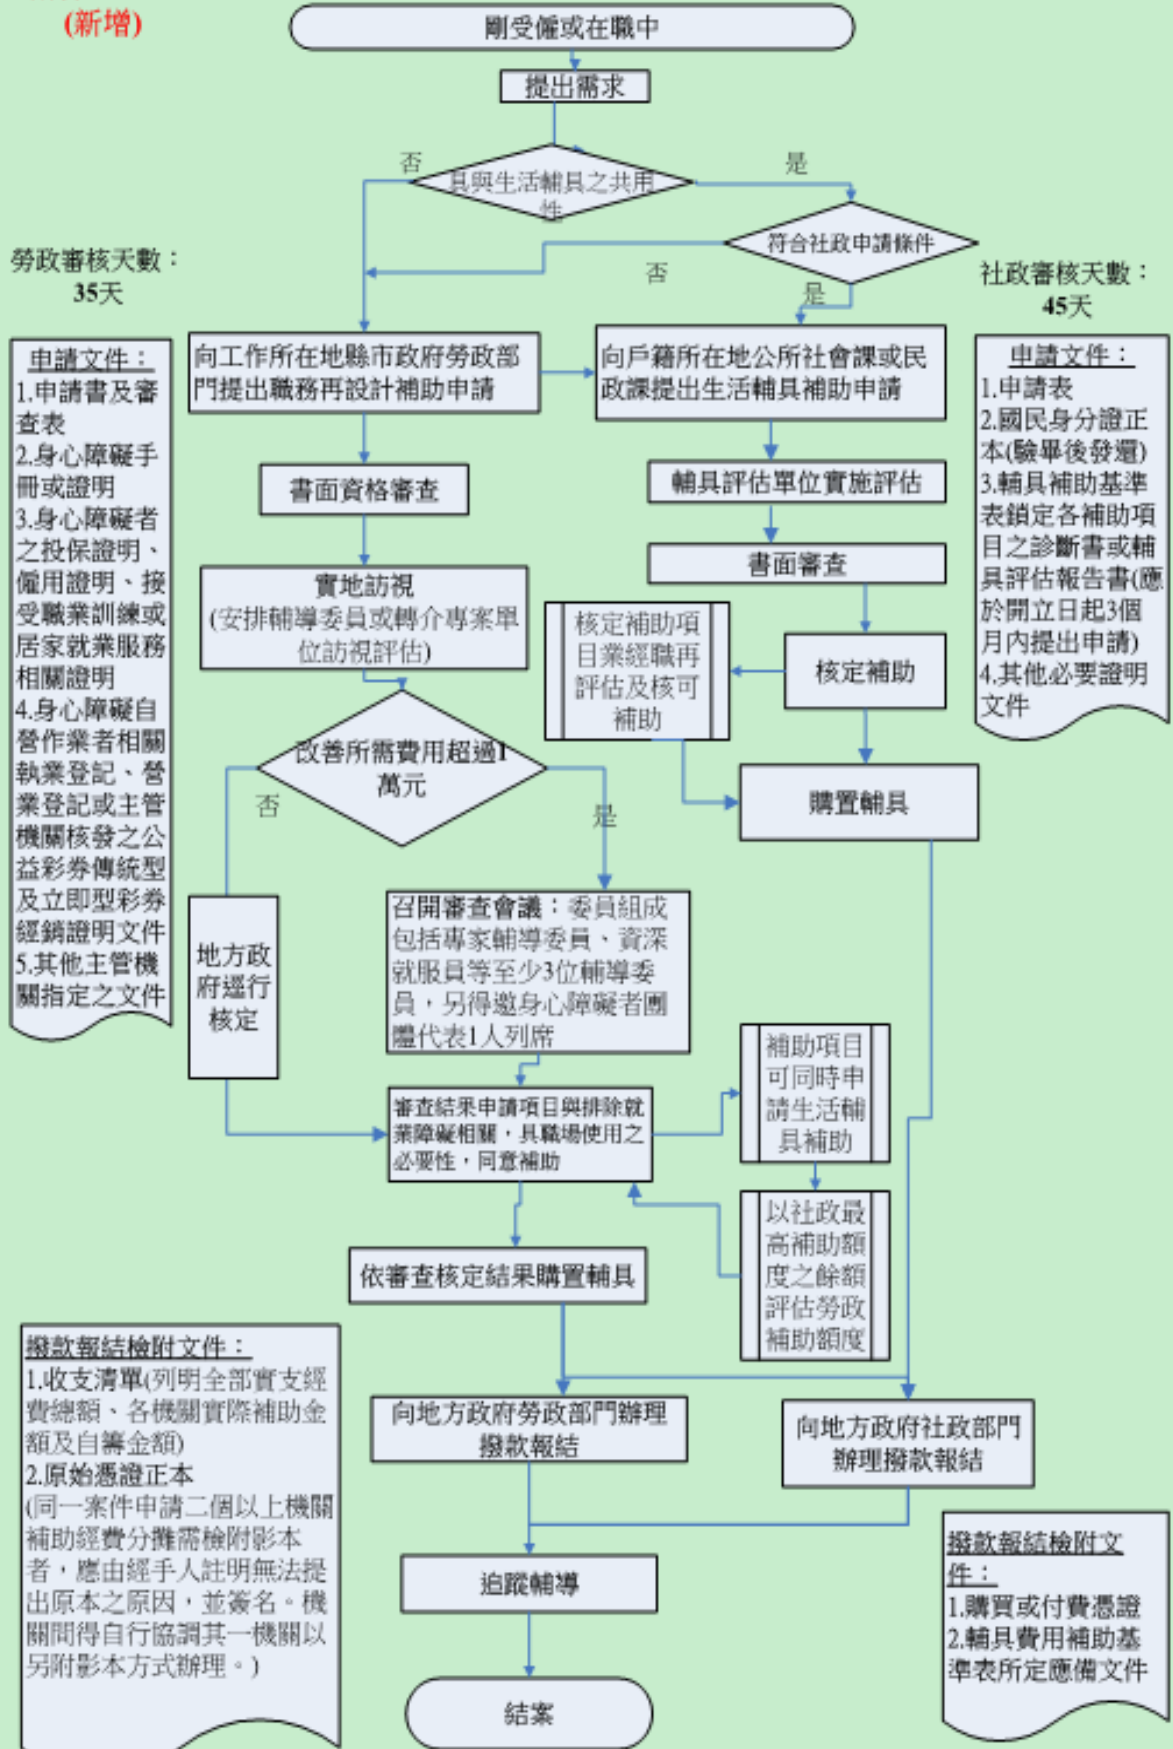 (新增)
剛受僱或在職中
提出需求
否
是
具與生活輔具之共用
性
符合社政申請條件
否
是
勞政審核天數：
35天
社政審核天數：
45天
申請文件：
1.申請書及審
查表
2.身心障礙手
冊或證明
3.身心障礙者
之投保證明、
僱用證明、接
受職業訓練或
居家就業服務
相關證明
4.身心障礙自
營作業者相關
執業登記、營
業登記或主管
機關核發之公
益彩券傳統型
及立即型彩券
經銷證明文件
5.其他主管機
關指定之文件
向工作所在地縣市政府勞政部
門提出職務再設計補助申請
向戶籍所在地公所社會課或民
政課提出生活輔具補助申請
申請文件：
1.申請表
2.國民身分證正
本(驗畢後發還)
3.輔具補助基準
表鎖定各補助項
目之診斷書或輔
具評估報告書(應
於開立日起3個
月內提出申請)
4.其他必要證明
文件
書面資格審查
輔具評估單位實施評估
書面審查
實地訪視
(安排輔導委員或轉介專案單
位訪視評估)
核定補助項
目業經職再
評估及核可
補助
核定補助
購置輔具
改善所需費用超過1
萬元
否
是
地方政
府逕行
核定
召開審查會議：委員組成
包括專家輔導委員、資深
就服員等至少3位輔導委
員，另得邀身心障礙者團
體代表1人列席
審查結果申請項目與排除就
業障礙相關，具職場使用之
必要性，同意補助
補助項目
可同時申
請生活輔
具補助
以社政最
高補助額
度之餘額
評估勞政
補助額度
依審查核定結果購置輔具
撥款報結檢附文件：
1.收支清單(列明全部實支經
費總額、各機關實際補助金
額及自籌金額)
2.原始憑證正本
(同一案件申請二個以上機關
補助經費分攤需檢附影本
者，應由經手人註明無法提
出原本之原因，並簽名。機
關間得自行協調其一機關以
另附影本方式辦理。)
向地方政府勞政部門辦理
撥款報結
向地方政府社政部門
辦理撥款報結
追蹤輔導
結案
撥款報結檢附文
件：
1.購買或付費憑證
2.輔具費用補助基
準表所定應備文件